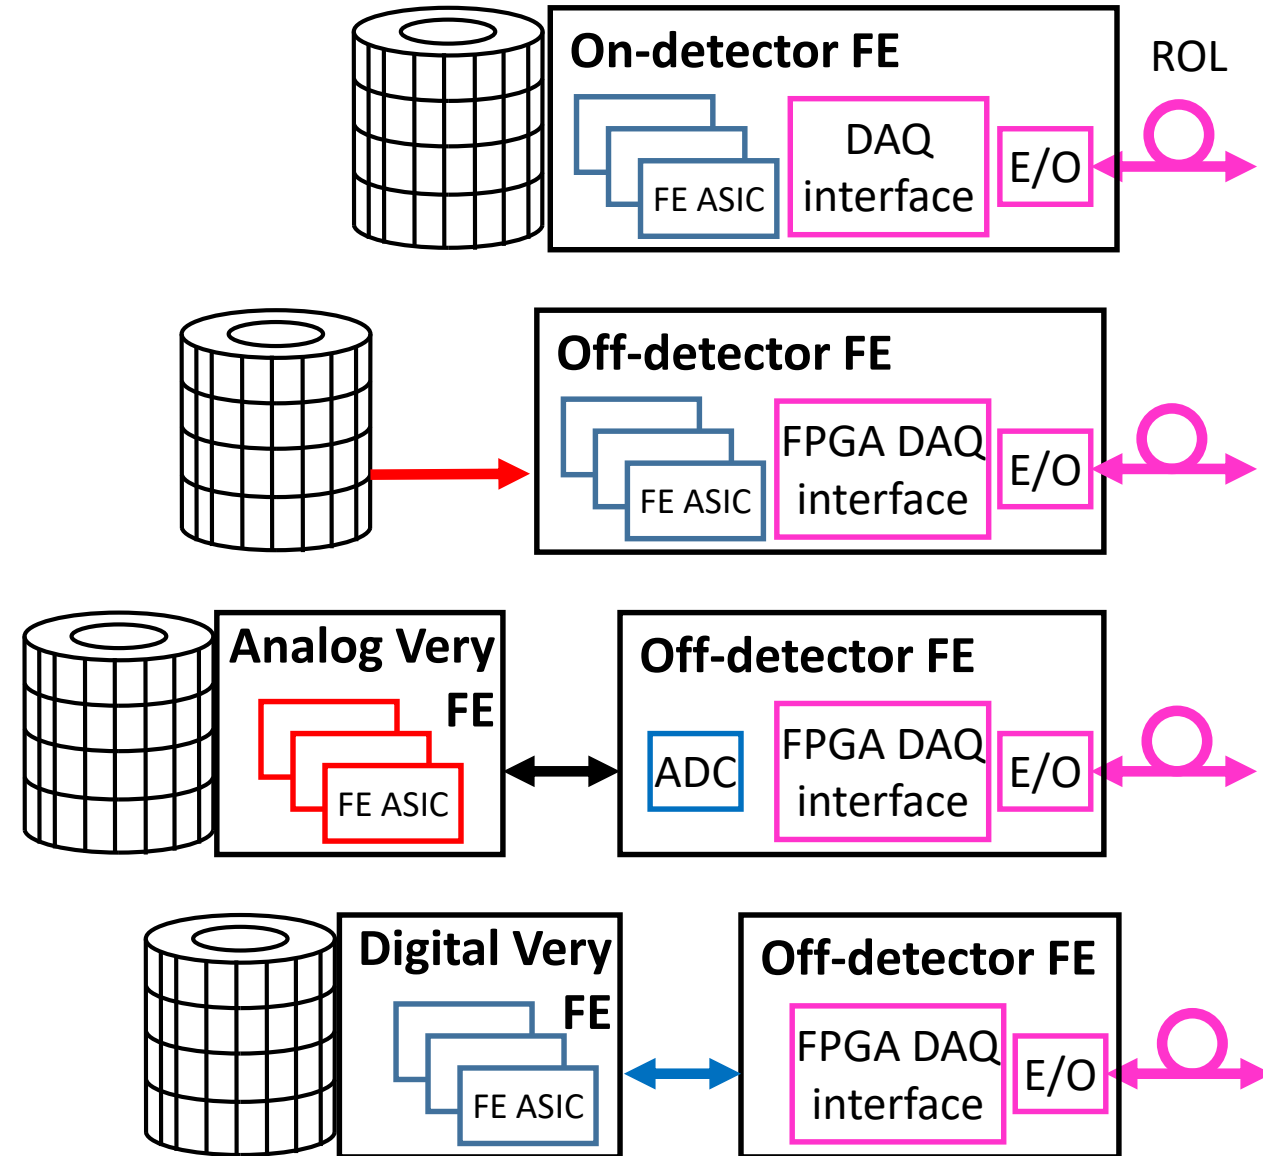 On-detector FE
ROL
FE ASIC
DAQ
interface
E/O
Off-detector FE
FE ASIC
FPGA DAQ
interface
E/O
Analog Very
FE
FE ASIC
Off-detector FE
ADC
FPGA DAQ
interface
E/O
Digital Very
FE
FE ASIC
Off-detector FE
FPGA DAQ
interface
E/O